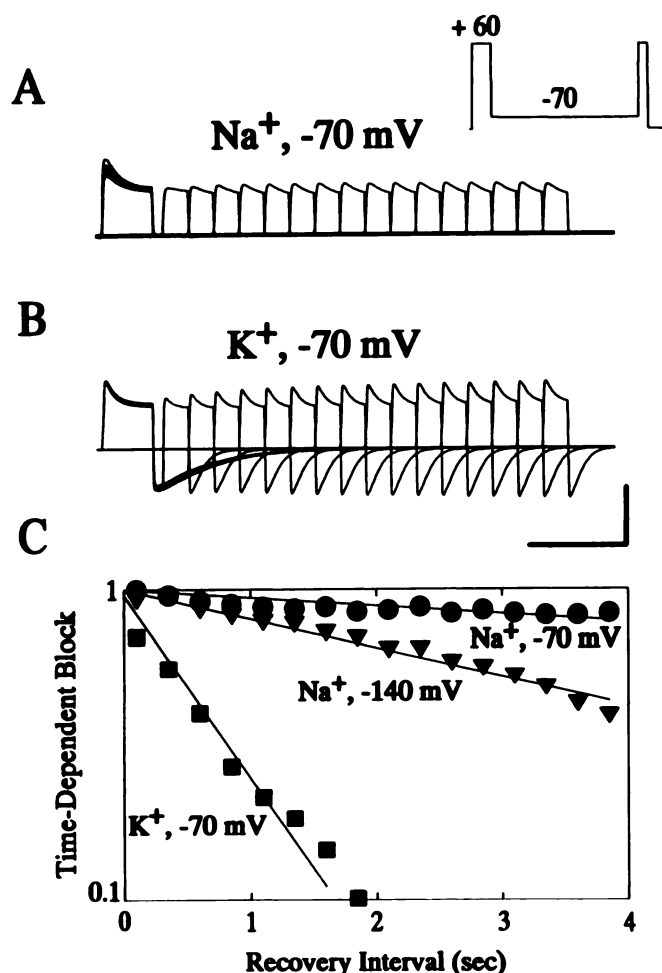 + 60
-70
A
Na+, -70 mV
B
K+, -70 mV
C
1
Na+, -70 mV
Na+, -140 mV
K+, -70 mV
0.1
0 1 2 3 4
Time-Dependent Block
Recovery Interval (sec)